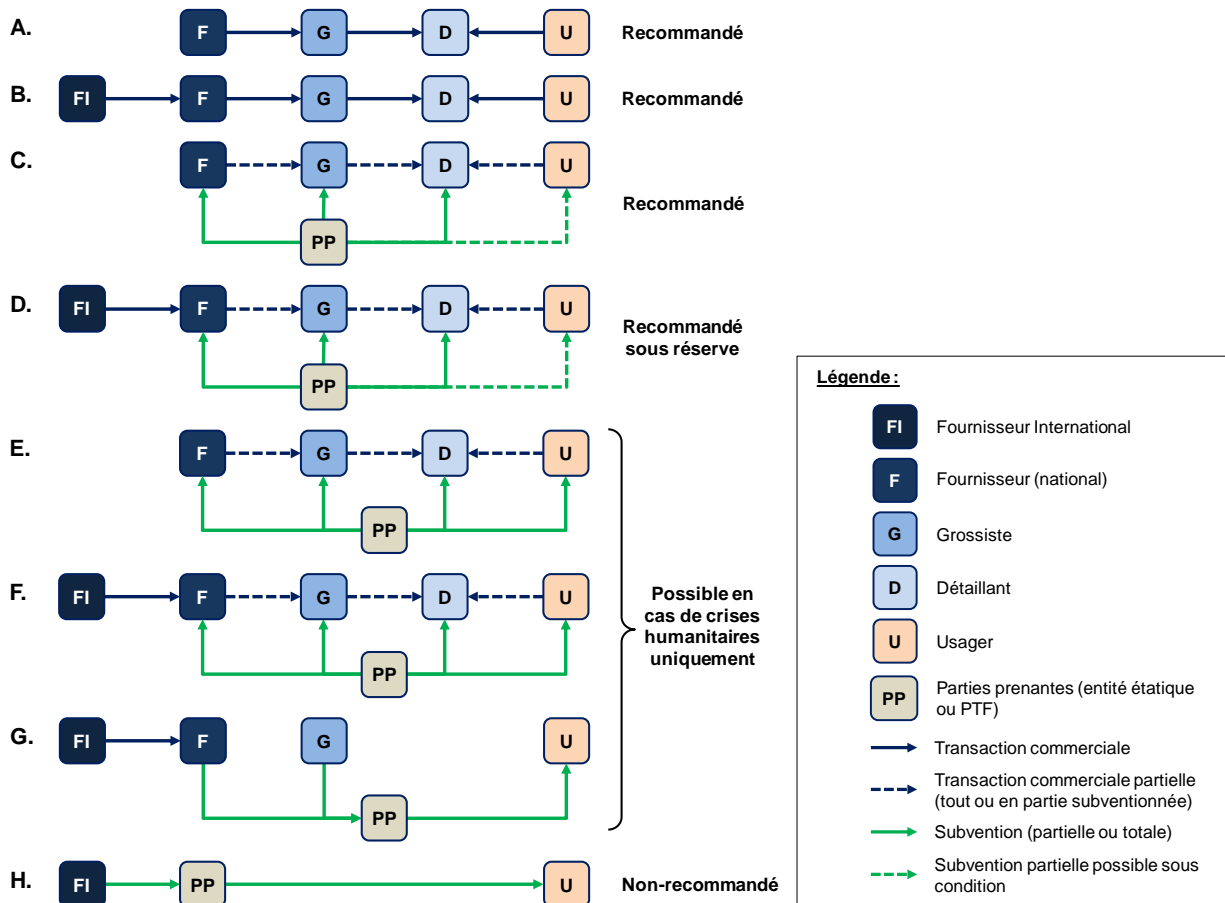 A.
F
G
D
U
Recommandé
B.
FI
F
G
D
U
Recommandé
C.
F
G
D
U
PP
Recommandé
D.
FI
F
G
D
U
PP
Recommandé
sous réserve
E.
F
G
D
U
PP
F.
FI
F
G
D
U
PP
Possible en
cas de crises
humanitaires
uniquement
G.
FI
F
G
U
PP
H.
FI
PP
U
Non-recommandé
Légende :
FI
Fournisseur International
F
Fournisseur (national)
G
Grossiste
D
Détaillant
U
Usager
PP
Parties prenantes (entité étatique
ou PTF)
Transaction commerciale
Transaction commerciale partielle
(tout ou en partie subventionnée)
Subvention (partielle ou totale)
Subvention partielle possible sous
condition